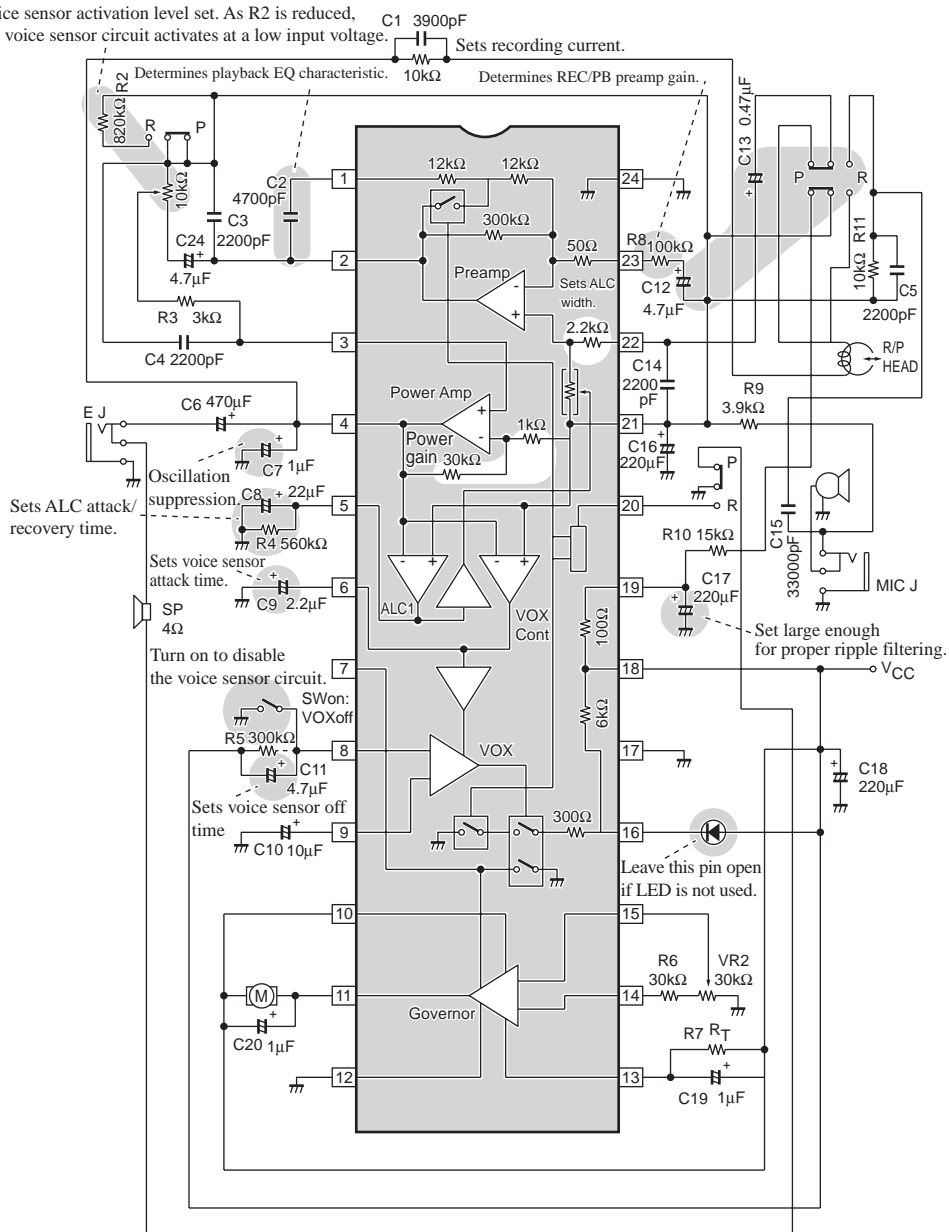 ice sensor activation level set. As R2 is reduced,
voice sensor circuit activates at a low input voltage.
C1 3900pF
10kΩ
Sets recording current.
Determines playback EQ characteristic.
Determines REC/PB preamp gain.
820kΩ R2
R P
10kΩ
C2
4700pF
C3
2200pF
C24
4.7µF
R3 3kΩ
C4 2200pF
C6 470µF
E J
C7 1µF
Oscillation
suppression.
Sets ALC attack/
recovery time.
C8 22µF
R4 560kΩ
Sets voice sensor
attack time.
C9 2.2µF
SP
4Ω
Turn on to disable
the voice sensor circuit.
SWon:
VOXoff
R5 300kΩ
C11
4.7µF
Sets voice sensor off
time
C10 10µF
M
C20 1µF
1
2
3
4
5
6
7
8
9
10
11
12
12kΩ 12kΩ
300kΩ
50Ω
Preamp
Sets ALC
width.
2.2kΩ
Power Amp
Power
gain
1kΩ
30kΩ
ALC1
VOX
Cont
100Ω
6kΩ
VOX
300Ω
Governor
24
23
22
21
20
19
18
17
16
15
14
13
R8 100kΩ
C12
4.7µF
C13 0.47µF
P R
10kΩ R11
C5
2200pF
R/P
HEAD
C14
2200
pF
R9
3.9kΩ
C16
220µF
P
R
R10 15kΩ
C15
33000pF
MIC J
C17
220µF
Set large enough
for proper ripple filtering.
VCC
C18
220µF
Leave this pin open
if LED is not used.
R6
30kΩ
VR2
30kΩ
R7 RT
C19 1µF